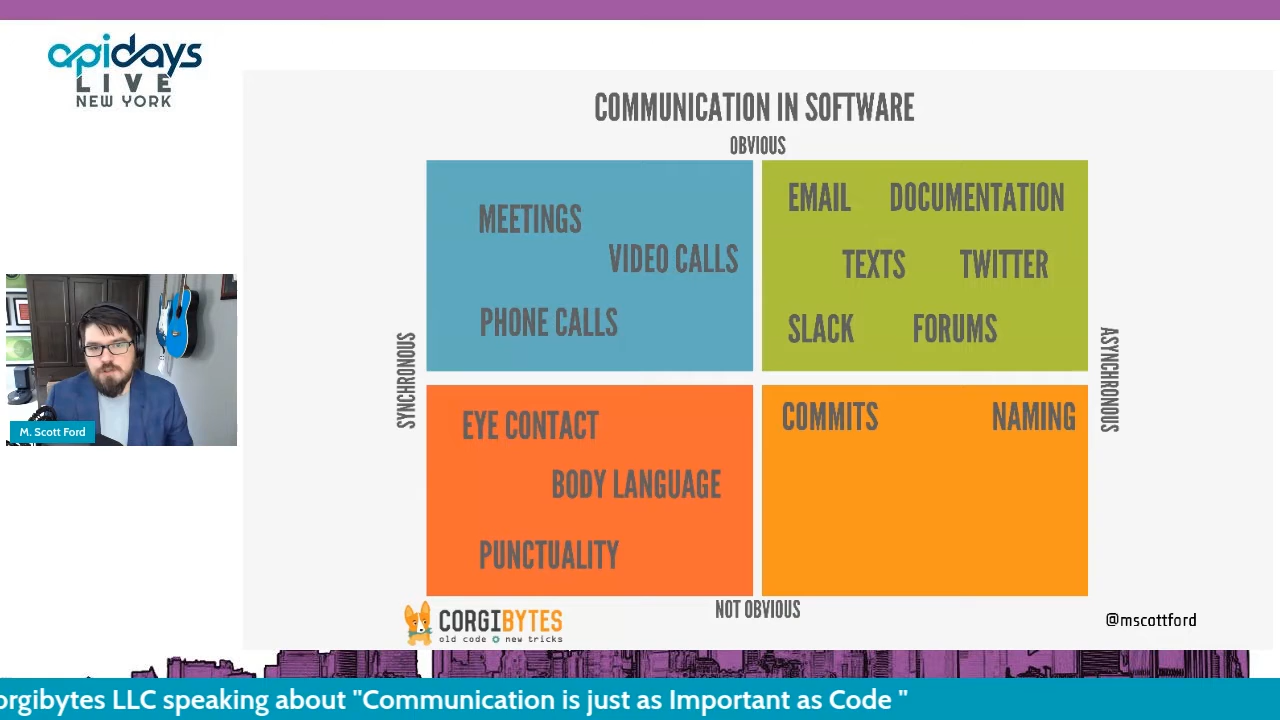 apidays
LIVE
NEW YORK
COMMUNICATION IN SOFTWARE
OBVIOUS
MEETINGS
VIDEO CALLS
PHONE CALLS
EMAIL DOCUMENTATION
TEXTS TWITTER
SLACK FORUMS
SYNCHRONOUS
ASYNCHRONOUS
EYE CONTACT
BODY LANGUAGE
PUNCTUALITY
COMMITS NAMING
NOT OBVIOUS
CORGIBYTES
old code new tricks
@mscottford
M. Scott Ford
orgibytes LLC speaking about "Communication is just as Important as Code "